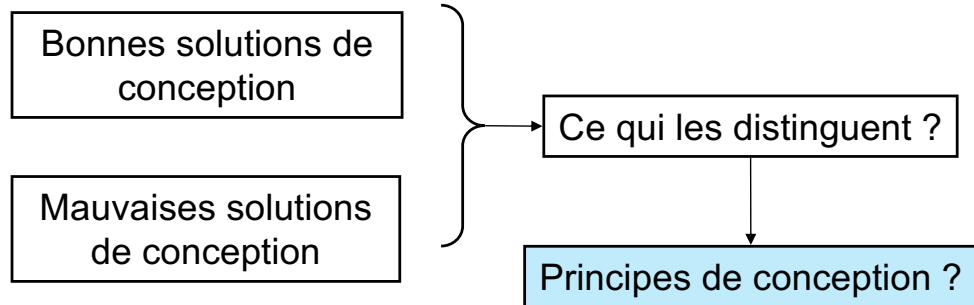 Bonnes solutions de
conception
Mauvaises solutions
de conception
Ce qui les distinguent ?
Principes de conception ?